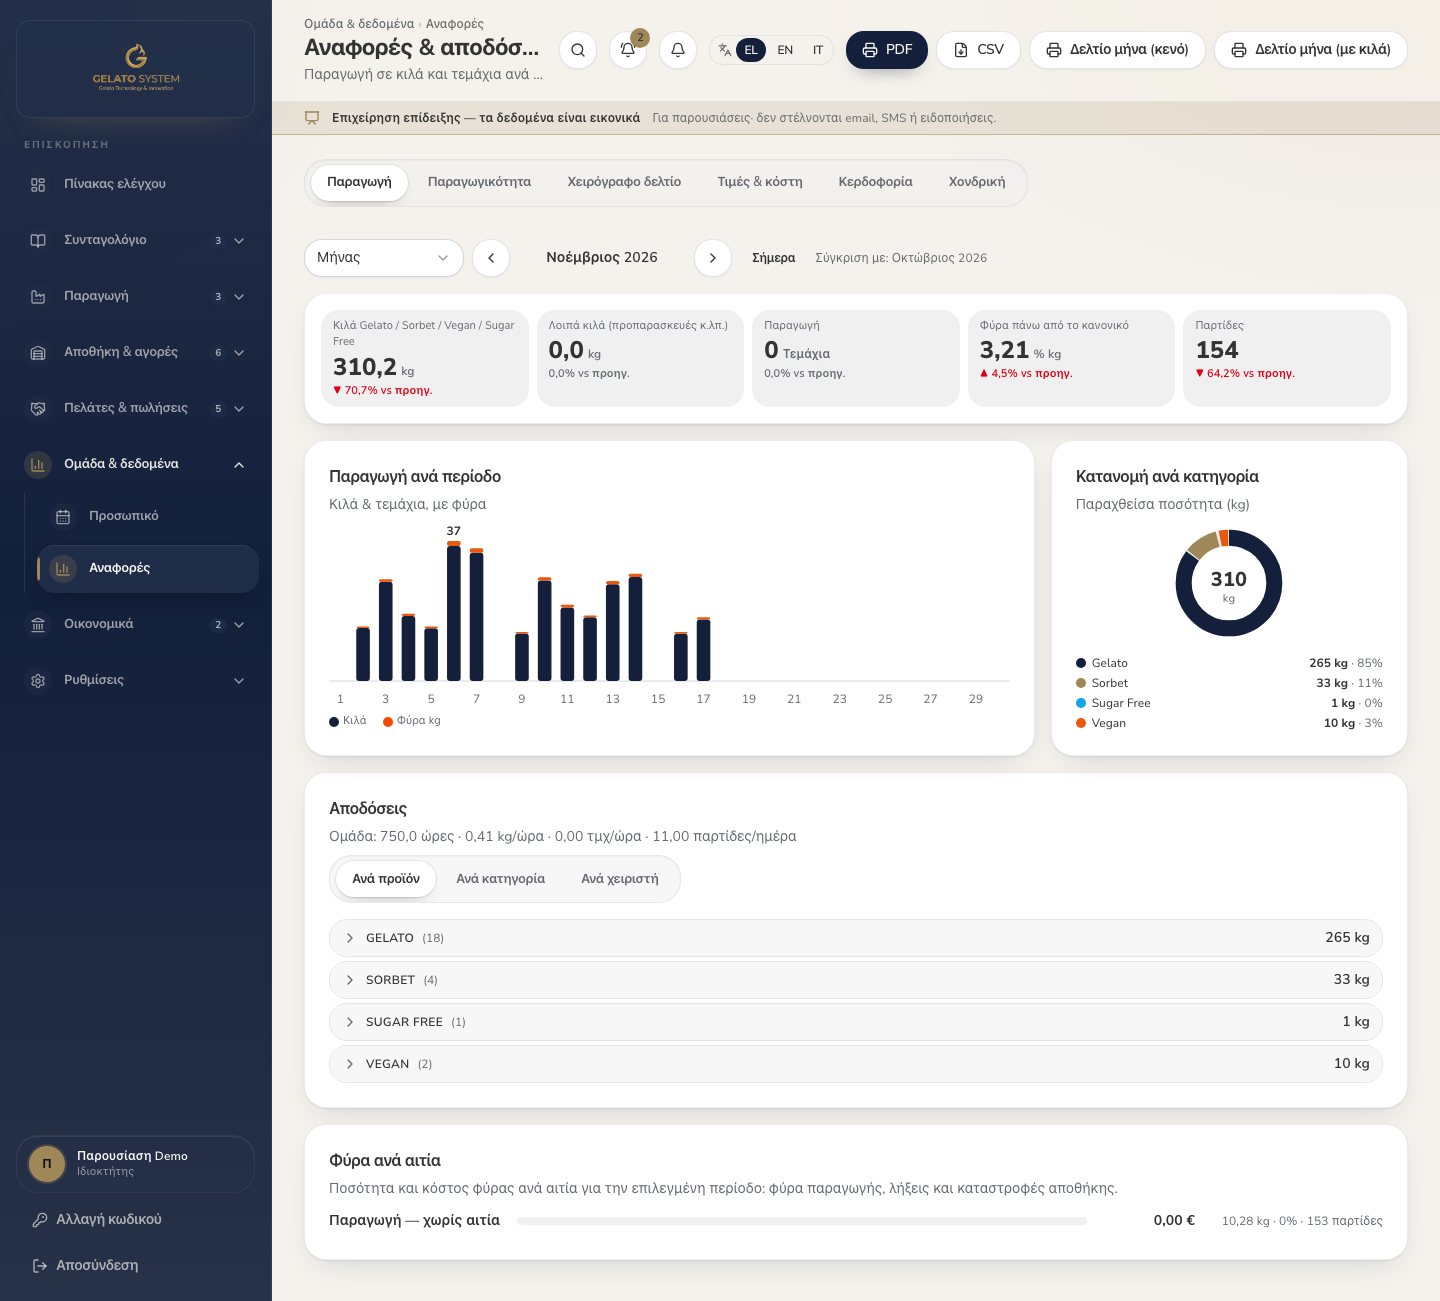 GELATO SYSTEM
Gelato Technology & Innovation
ΕΠΙΣΚΟΠΗΣΗ
Πίνακας ελέγχου
Συνταγολόγιο 3
Παραγωγή 3
Αποθήκη & αγορές 6
Πελάτες & πωλήσεις 5
Ομάδα & δεδομένα
Προσωπικό
Αναφορές
Οικονομικά 2
Ρυθμίσεις
Π
Παρουσίαση Demo
Ιδιοκτήτης
Αλλαγή κωδικού
Αποσύνδεση
Ομάδα & δεδομένα › Αναφορές
Αναφορές & αποδόσ...
Παραγωγή σε κιλά και τεμάχια ανά ...
2
EL EN IT
PDF
CSV
Δελτίο μήνα (κενό)
Δελτίο μήνα (με κιλά)
Επιχείρηση επίδειξης — τα δεδομένα είναι εικονικά Για παρουσιάσεις· δεν στέλνονται email, SMS ή ειδοποιήσεις.
Παραγωγή Παραγωγικότητα Χειρόγραφο δελτίο Τιμές & κόστη Κερδοφορία Χονδρική
Μήνας Νοέμβριος 2026 Σήμερα Σύγκριση με: Οκτώβριος 2026
Κιλά Gelato / Sorbet / Vegan / Sugar
Free
310,2 kg
▼ 70,7% vs προηγ.
Λοιπά κιλά (προπαρασκευές κ.λπ.)
0,0 kg
0,0% vs προηγ.
Παραγωγή
0 Τεμάχια
0,0% vs προηγ.
Φύρα πάνω από το κανονικό
3,21 % kg
▲ 4,5% vs προηγ.
Παρτίδες
154
▼ 64,2% vs προηγ.
Παραγωγή ανά περίοδο
Κιλά & τεμάχια, με φύρα
37
1 3 5 7 9 11 13 15 17 19 21 23 25 27 29
Κιλά Φύρα kg
Κατανομή ανά κατηγορία
Παραχθείσα ποσότητα (kg)
310
kg
Gelato 265 kg · 85%
Sorbet 33 kg · 11%
Sugar Free 1 kg · 0%
Vegan 10 kg · 3%
Αποδόσεις
Ομάδα: 750,0 ώρες · 0,41 kg/ώρα · 0,00 τμχ/ώρα · 11,00 παρτίδες/ημέρα
Ανά προϊόν Ανά κατηγορία Ανά χειριστή
GELATO (18) 265 kg
SORBET (4) 33 kg
SUGAR FREE (1) 1 kg
VEGAN (2) 10 kg
Φύρα ανά αιτία
Ποσότητα και κόστος φύρας ανά αιτία για την επιλεγμένη περίοδο: φύρα παραγωγής, λήξεις και καταστροφές αποθήκης.
Παραγωγή — χωρίς αιτία 0,00 € 10,28 kg · 0% · 153 παρτίδες